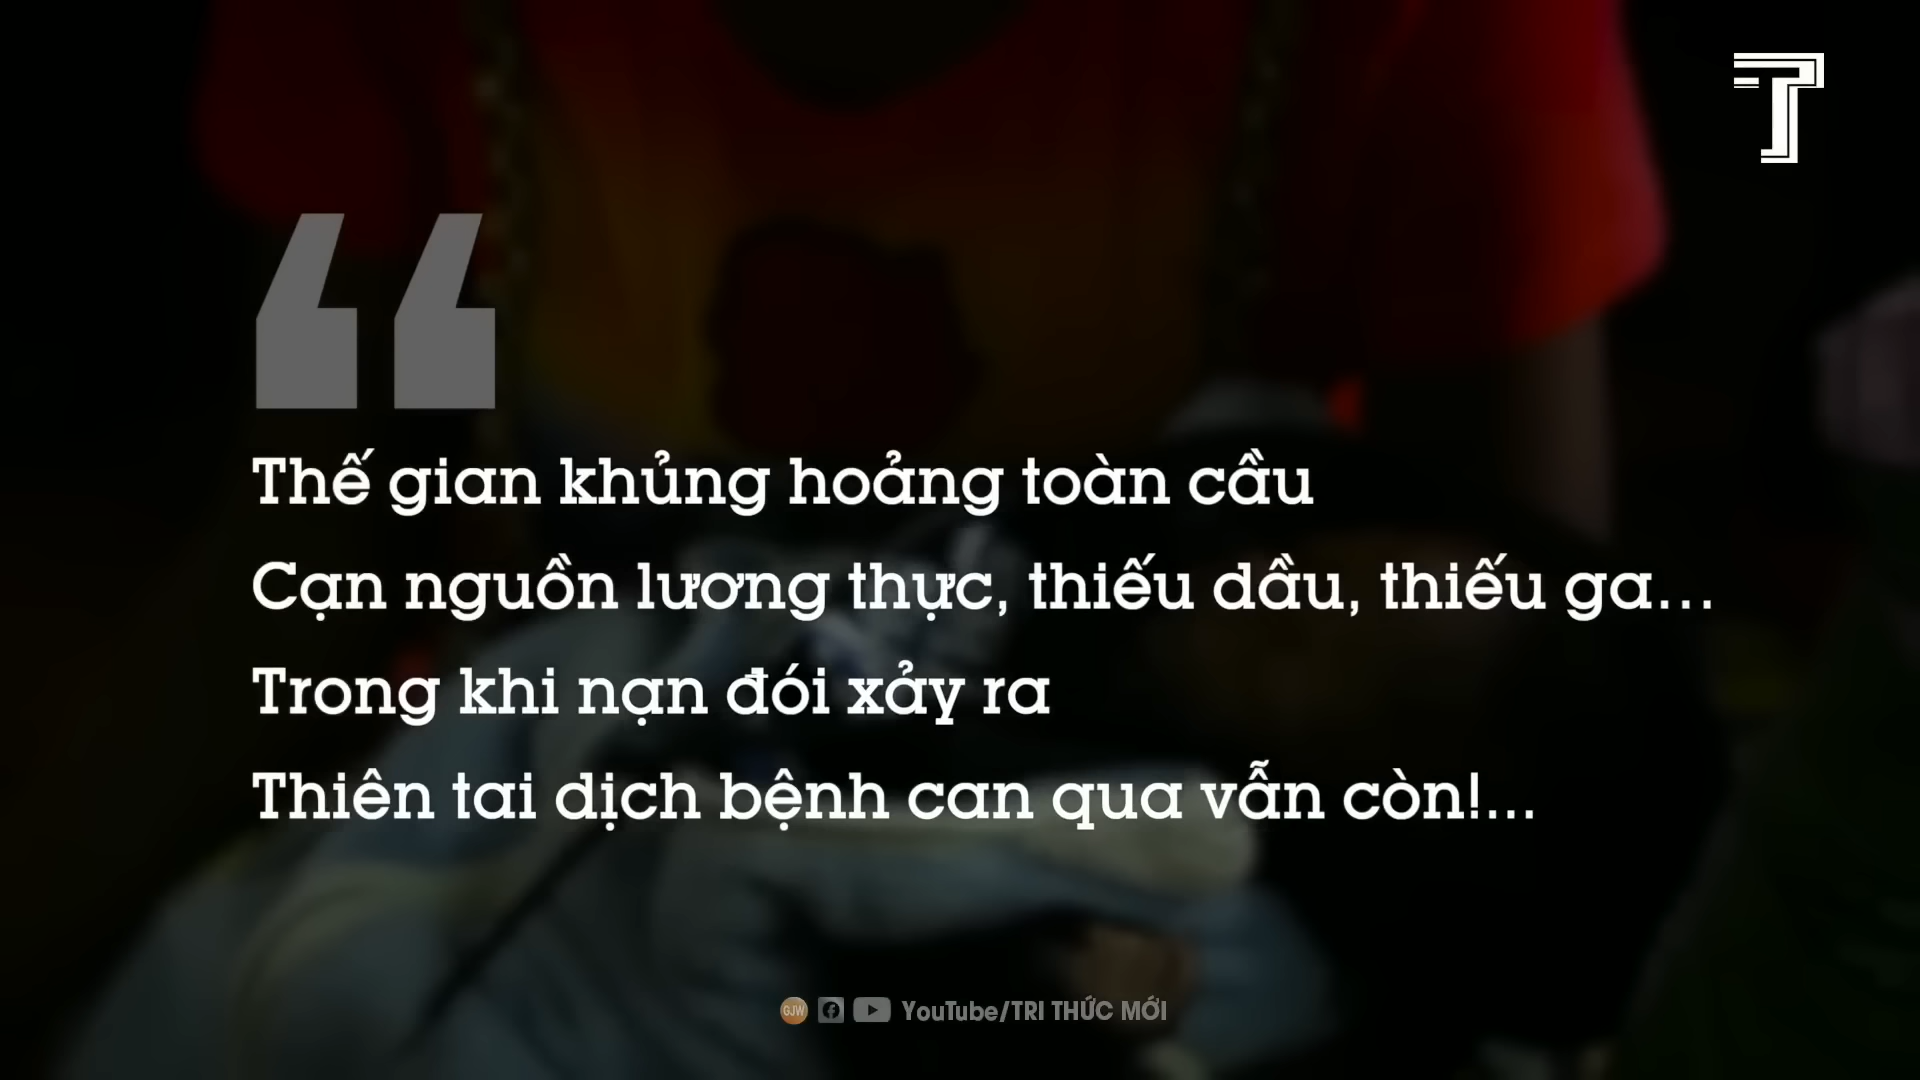 T
Thế gian khủng hoảng toàn cầu
Cạn nguồn lương thực, thiếu dầu, thiếu ga...
Trong khi nạn đói xảy ra
Thiên tai dịch bệnh can qua vẫn còn!...
GJW YouTube/TRI THỨC MỚI